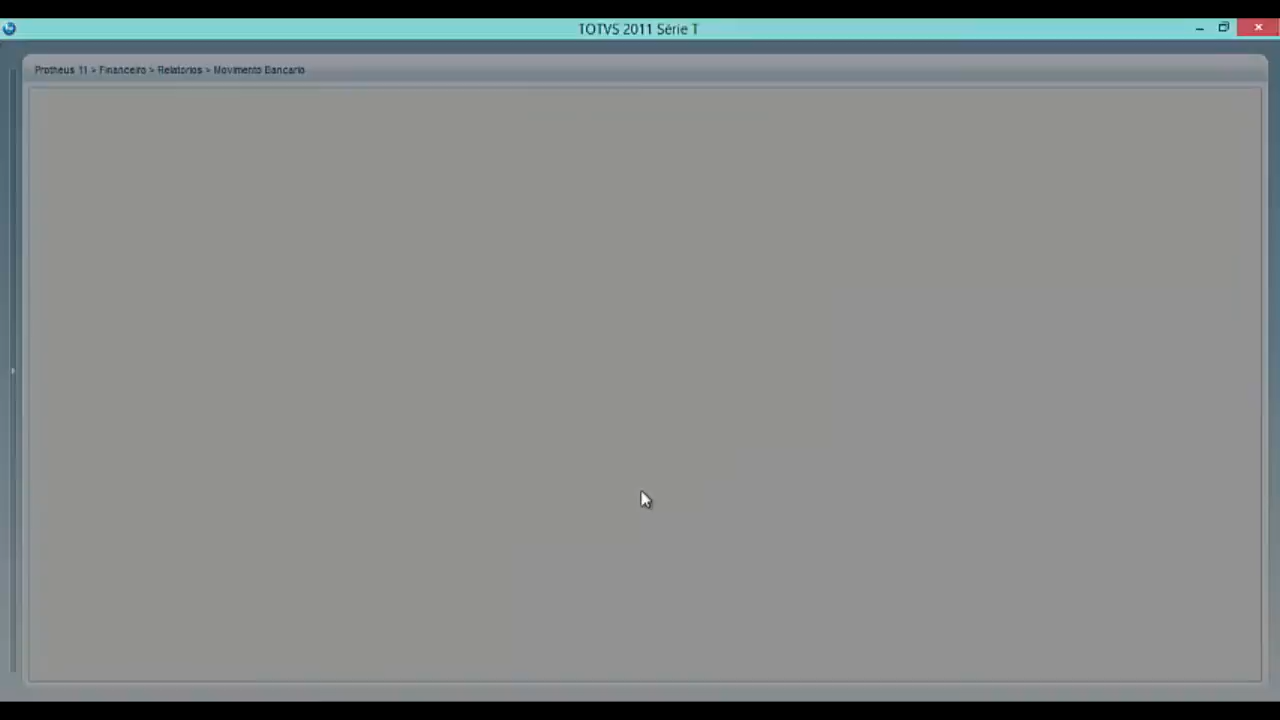 TOTVS 2011 Série T
Protheus 11 > Financeiro > Relatorios > Movimento Bancario